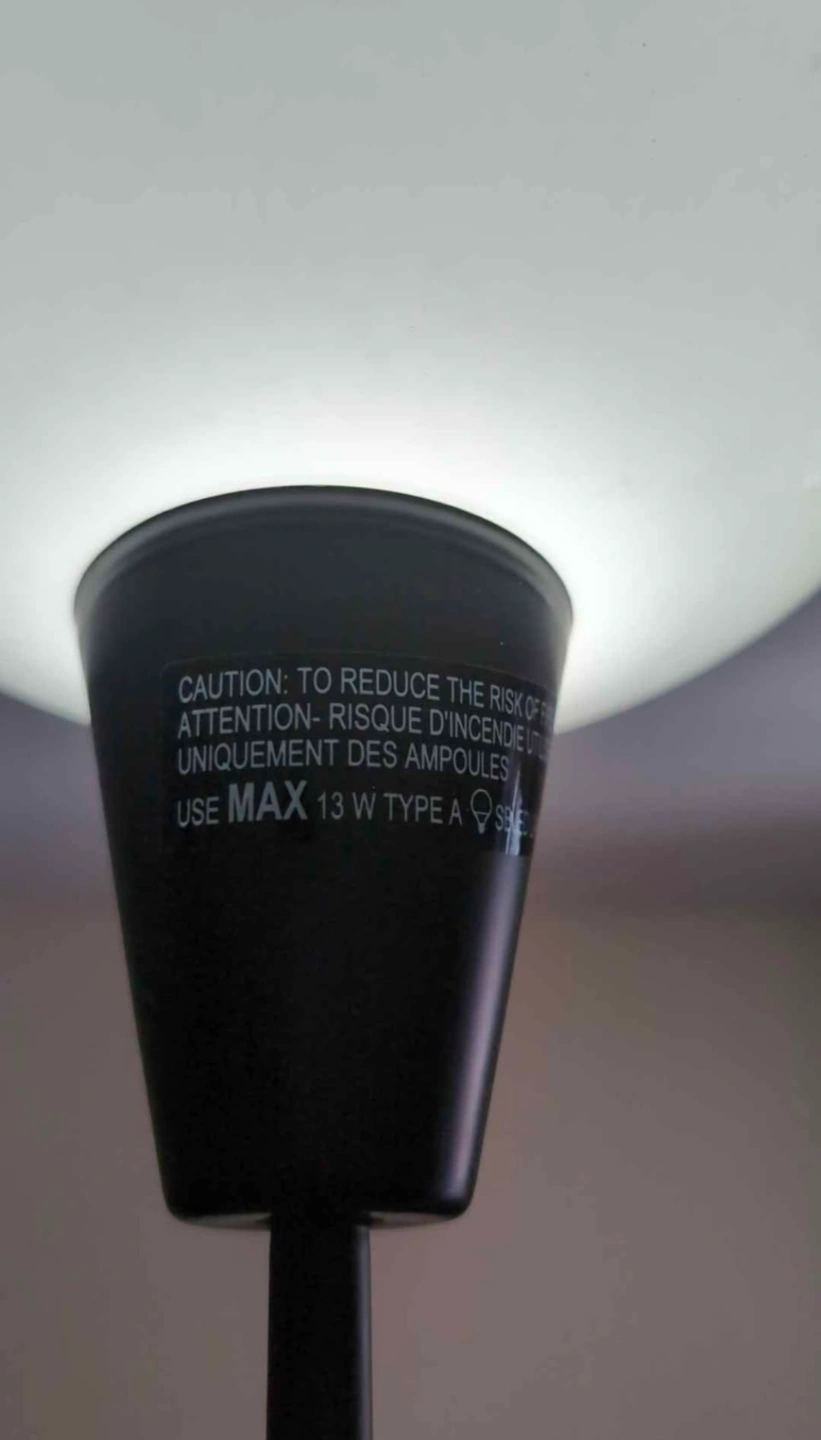 CAUTION: TO REDUCE THE RISK OF
ATTENTION- RISQUE D'INCENDIE
UNIQUEMENT DES AMPOULES
USE MAX 13 W TYPE A